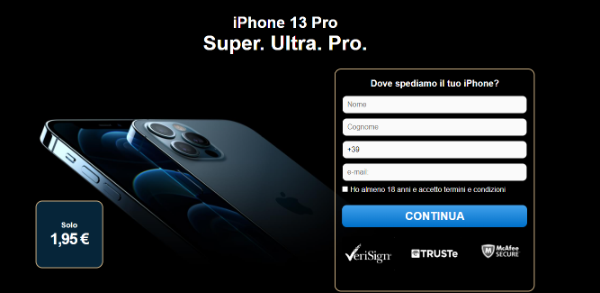 iPhone 13 Pro
Super. Ultra. Pro.
Dove spediamo il tuo iPhone?
Nome
Cognome
+39
e-mail:
Ho almeno 18 anni e accetto termini e condizioni
CONTINUA
Solo
1,95 €
VeriSign
TRUSTe
McAfee
SECURE